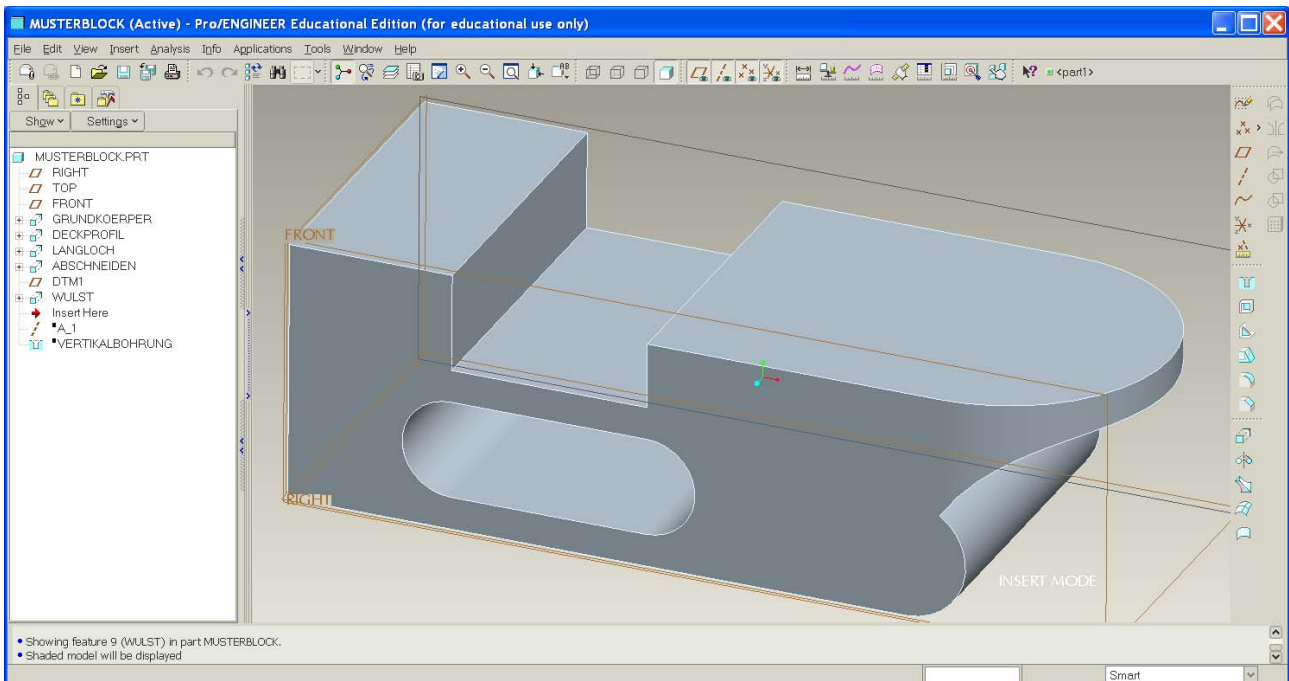 MUSTERBLOCK (Active) - Pro/ENGINEER Educational Edition (for educational use only)
File Edit View Insert Analysis Info Applications Tools Window Help
<part1>
Show Settings
MUSTERBLOCK.PRT
RIGHT
TOP
FRONT
GRUNDKOERPER
DECKPROFIL
LANGLOCH
ABSCHNEIDEN
DTM1
WULST
Insert Here
A_1
VERTIKALBOHRUNG
FRONT
RIGHT
INSERT MODE
• Showing feature 9 (WULST) in part MUSTERBLOCK.
• Shaded model will be displayed
Smart